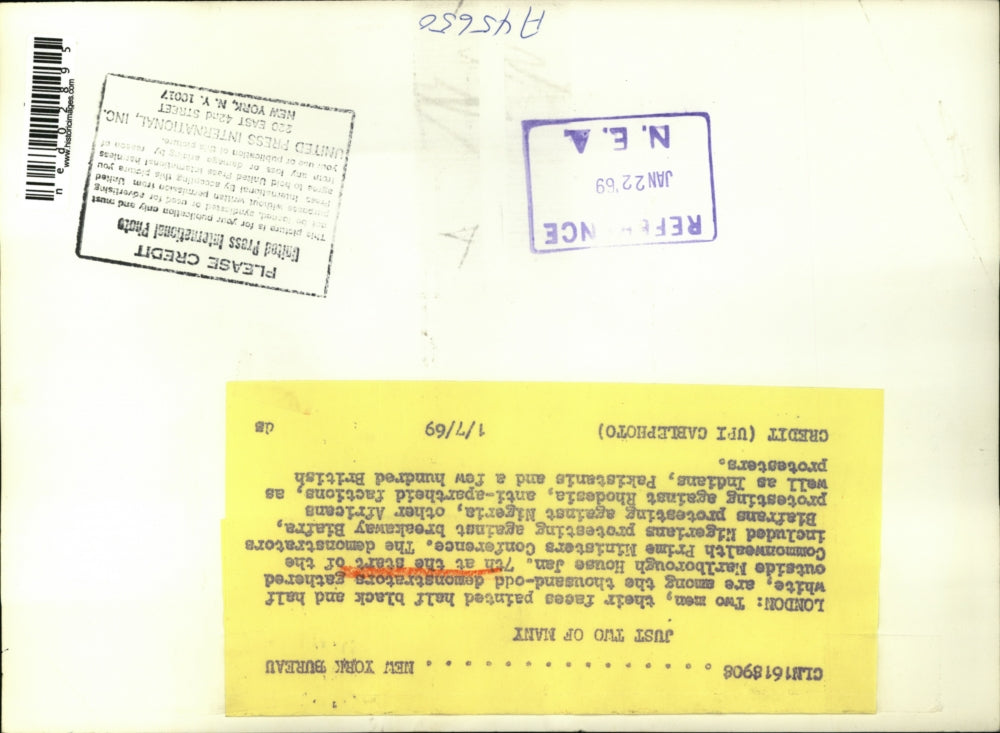 A45650
ned02895
www.historicimages.com
PLEASE CREDIT
United Press International Photo
This picture is for your publication only and must
not be loaned, syndicated or used for advertising
purposes without written permission from United
Press International. By accepting this picture you
agree to hold United Press International harmless
from any loss or damage arising by reason of
your use or publication of this picture.
UNITED PRESS INTERNATIONAL, INC.
220 EAST 42nd STREET
NEW YORK, N. Y. 10017
REFERENCE
JAN 22 '69
N. E. A.
CLN1618908 . . . . . . . . . . . . . . . . . NEW YORK BUREAU
JUST TWO OF MANY
LONDON: Two men, their faces painted half black and half
white, are among the thousand-odd demonstrators gathered
outside Marlborough House Jan. 7th at the start of the
Commonwealth Prime Ministers Conference. The demonstrators
included Nigerians protesting against breakaway Biafra,
Biafrans protesting against Nigeria, other Africans
protesting against Rhodesia, anti-apartheid factions, as
well as Indians, Pakistanis and a few hundred British
protesters.
CREDIT (UPI CABLEPHOTO) 1/7/69 ds